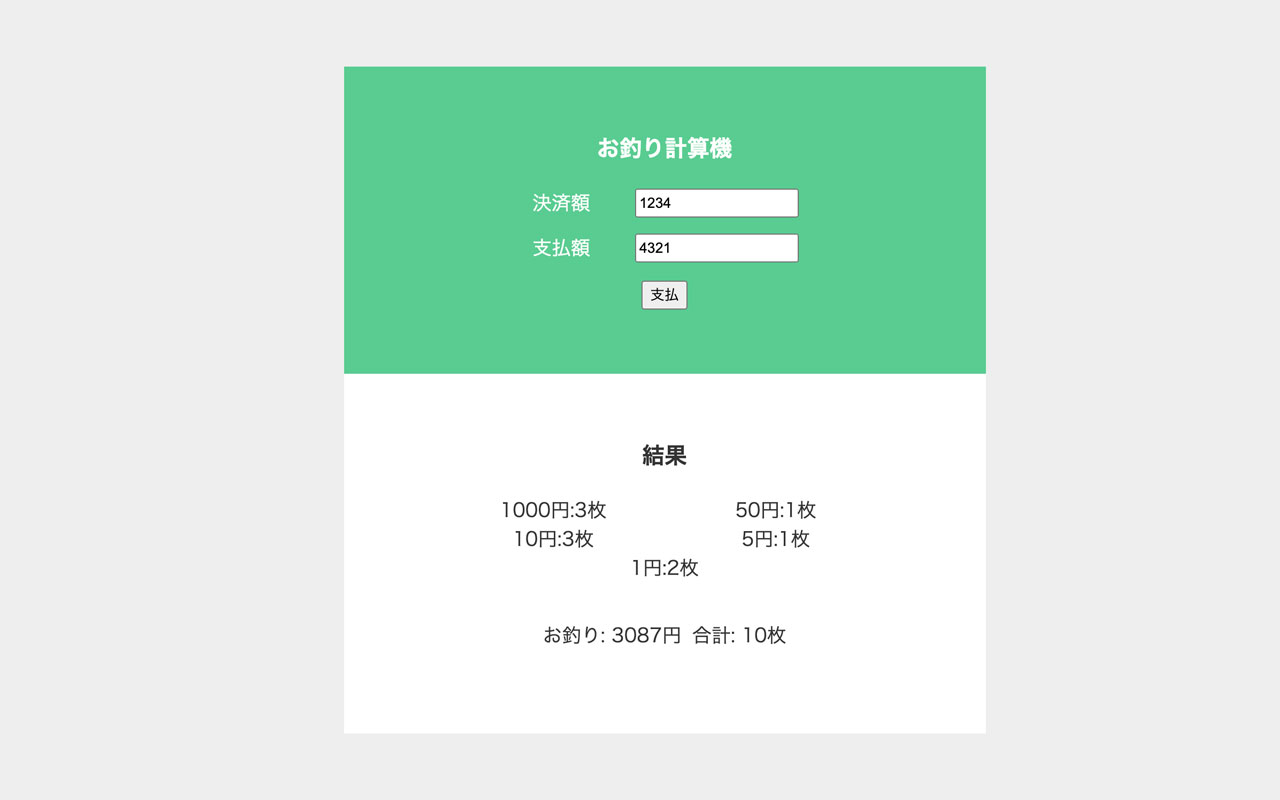 お釣り計算機
決済額 1234
支払額 4321
支払
結果
1000円:3枚 50円:1枚
10円:3枚 5円:1枚
1円:2枚
お釣り: 3087円 合計: 10枚